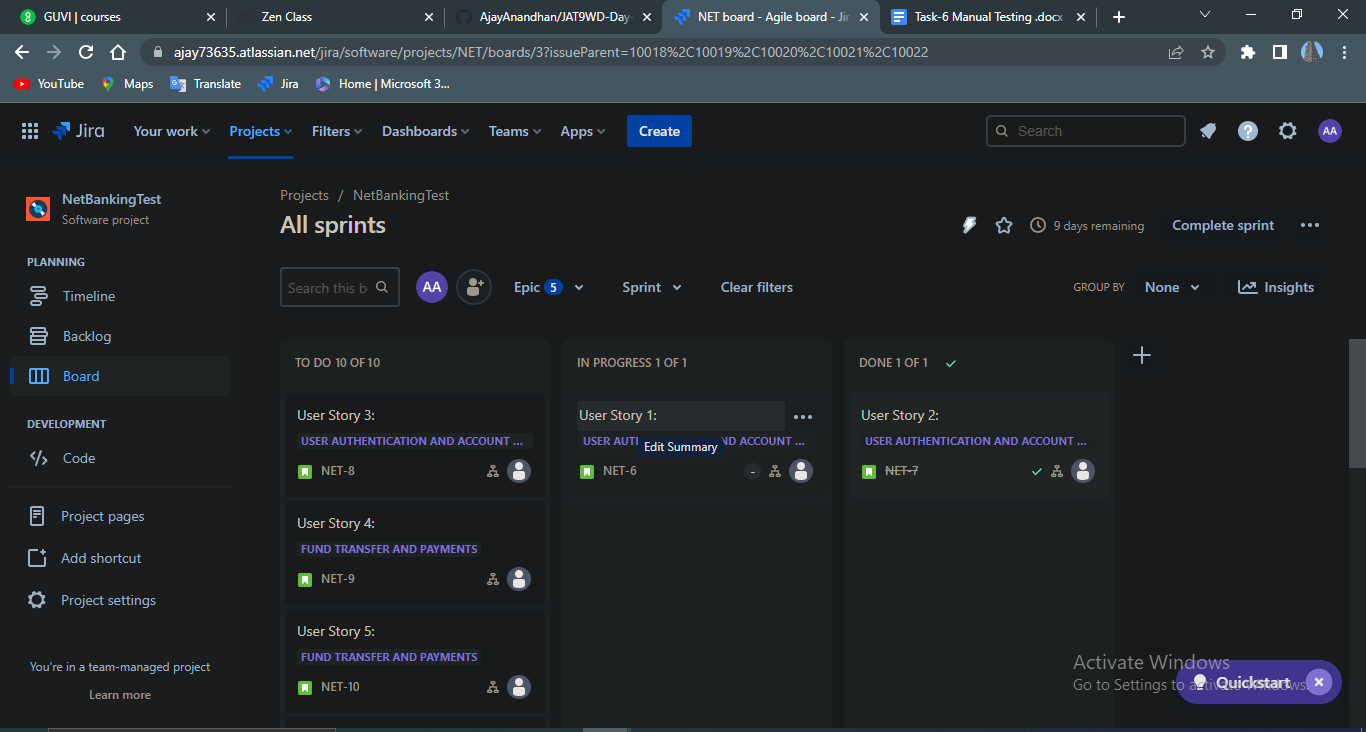 GUVI | courses
Zen Class
AjayAnandhan/JAT9WD-Day-
NET board - Agile board - Jir
Task-6 Manual Testing .docx
ajay73635.atlassian.net/jira/software/projects/NET/boards/3?issueParent=10018%2C10019%2C10020%2C10021%2C10022
YouTube Maps Translate Jira Home | Microsoft 3...
Jira Your work Projects Filters Dashboards Teams Apps Create Search AA
NetBankingTest
Software project
PLANNING
Timeline
Backlog
Board
DEVELOPMENT
Code
Project pages
Add shortcut
Project settings
You're in a team-managed project
Learn more
Projects / NetBankingTest
All sprints
9 days remaining Complete sprint
Search this b AA Epic 5 Sprint Clear filters GROUP BY None Insights
TO DO 10 OF 10
User Story 3:
USER AUTHENTICATION AND ACCOUNT ...
NET-8
User Story 4:
FUND TRANSFER AND PAYMENTS
NET-9
User Story 5:
FUND TRANSFER AND PAYMENTS
NET-10
IN PROGRESS 1 OF 1
User Story 1:
USER AUT ND ACCOUNT ...
Edit Summary
NET-6 -
DONE 1 OF 1
User Story 2:
USER AUTHENTICATION AND ACCOUNT ...
NET-7
Activate Windows
Go to Settings to activate Windows.
Quickstart